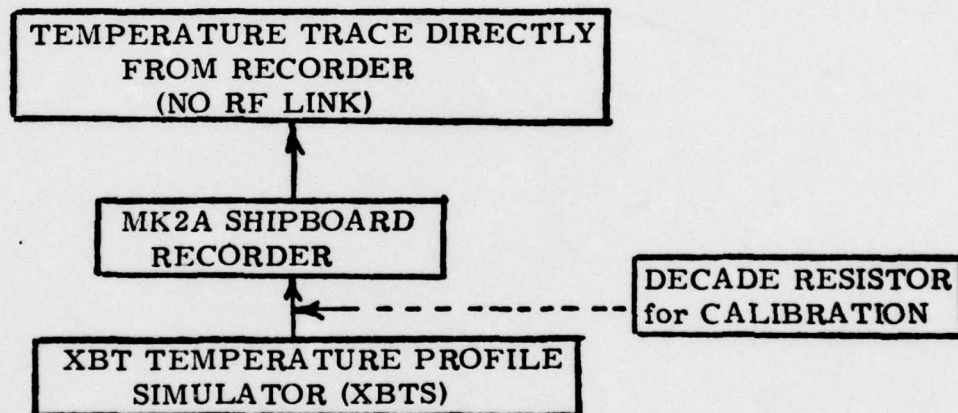 TEMPERATURE TRACE DIRECTLY
FROM RECORDER
(NO RF LINK)
MK2A SHIPBOARD
RECORDER
DECADE RESISTOR
for CALIBRATION
XBT TEMPERATURE PROFILE
SIMULATOR (XBTS)